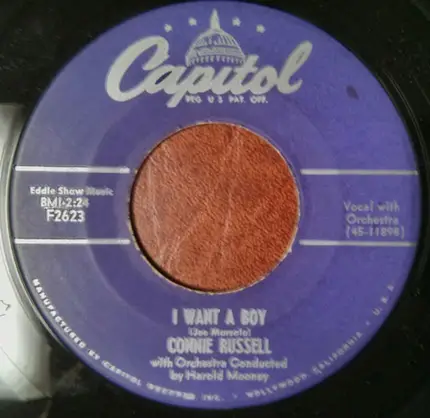 Capitol
REG U S PAT. OFF.
Eddie Shaw Music
BMI-2:24
F2623
Vocal with
Orchestra
(45-11898)
I WANT A BOY
(Joe Marsala)
CONNIE RUSSELL
with Orchestra Conducted
by Harold Mooney
MANUFACTURED BY CAPITOL RECORDS INC. • HOLLYWOOD, CALIFORNIA • U.S.A.